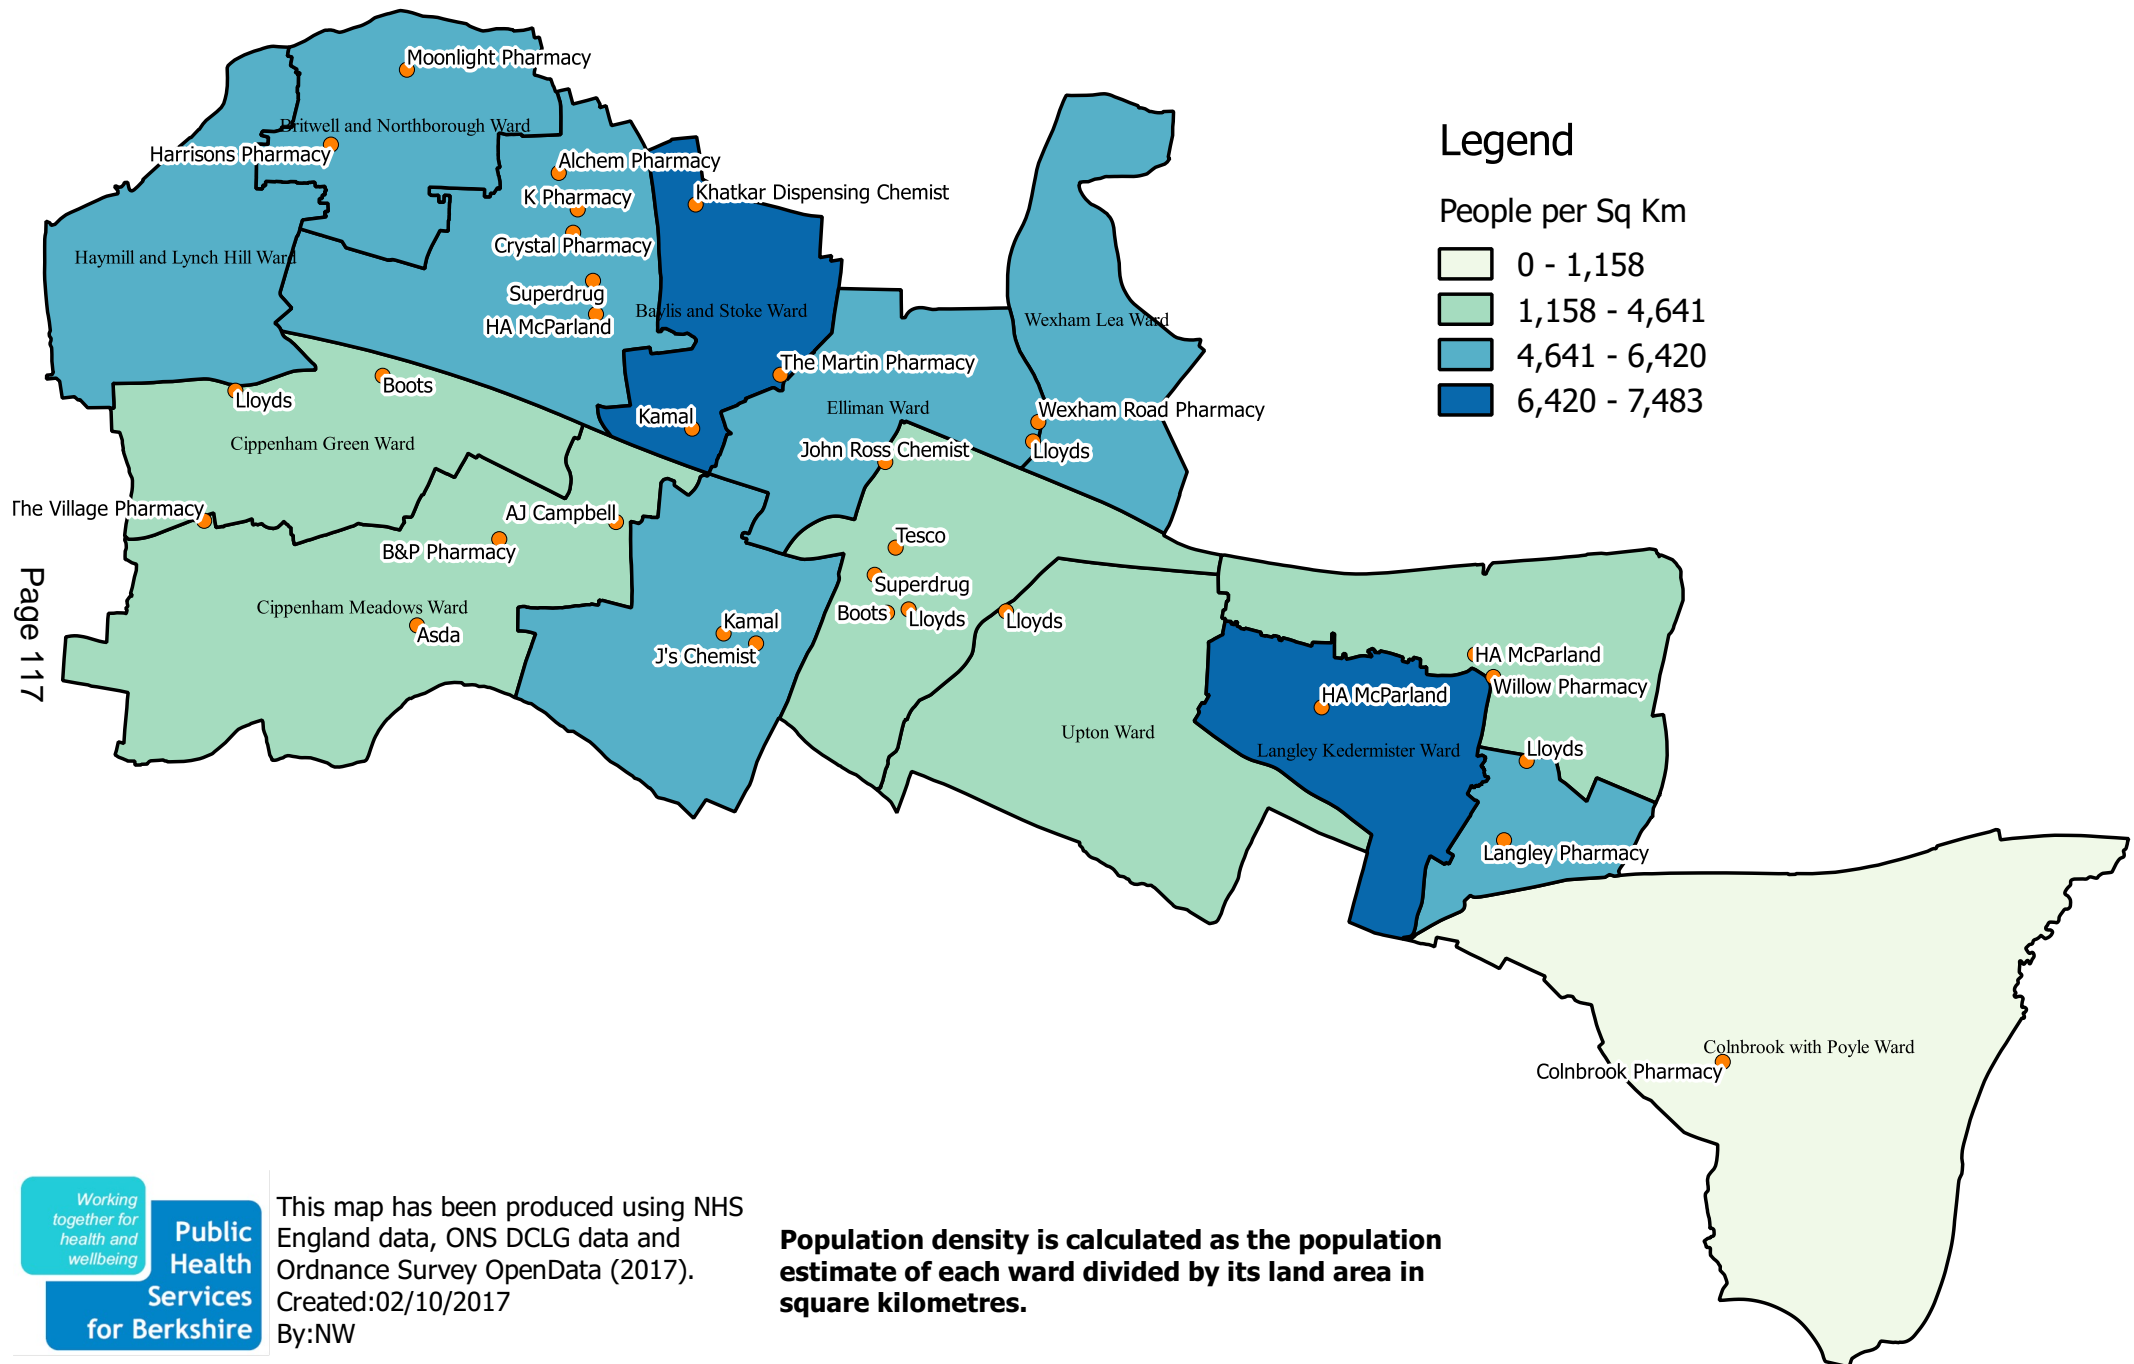 Moonlight Pharmacy
Britwell and Northborough Ward
Harrisons Pharmacy
Alchem Pharmacy
K Pharmacy
Khatkar Dispensing Chemist
Crystal Pharmacy
Haymill and Lynch Hill Ward
Superdrug
HA McParland
Baylis and Stoke Ward
Wexham Lea Ward
The Martin Pharmacy
Boots
Lloyds
Elliman Ward
Kamal
Wexham Road Pharmacy
Cippenham Green Ward
John Ross Chemist
Lloyds
The Village Pharmacy
AJ Campbell
B&P Pharmacy
Tesco
Superdrug
Cippenham Meadows Ward
Asda
Boots
Lloyds
Lloyds
Kamal
J's Chemist
HA McParland
Willow Pharmacy
HA McParland
Upton Ward
Langley Kedermister Ward
Lloyds
Langley Pharmacy
Colnbrook with Poyle Ward
Colnbrook Pharmacy
Legend
People per Sq Km
0 - 1,158
1,158 - 4,641
4,641 - 6,420
6,420 - 7,483
Page 117
Working
together for
health and
wellbeing
Public
Health
Services
for Berkshire
This map has been produced using NHS
England data, ONS DCLG data and
Ordnance Survey OpenData (2017).
Created:02/10/2017
By:NW
Population density is calculated as the population
estimate of each ward divided by its land area in
square kilometres.